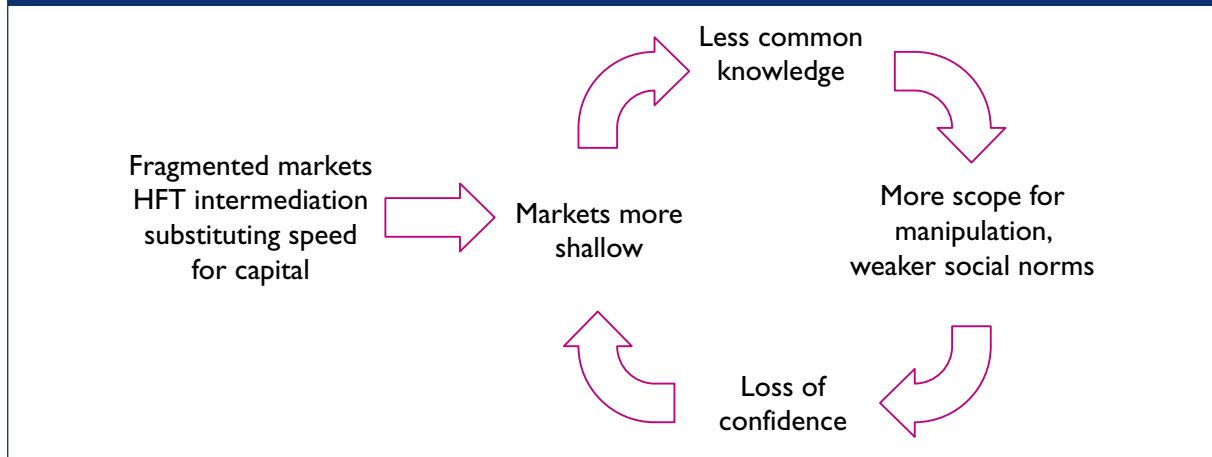 Less common
knowledge
Fragmented markets
HFT intermediation
substituting speed
for capital
Markets more
shallow
More scope for
manipulation,
weaker social norms
Loss of
confidence